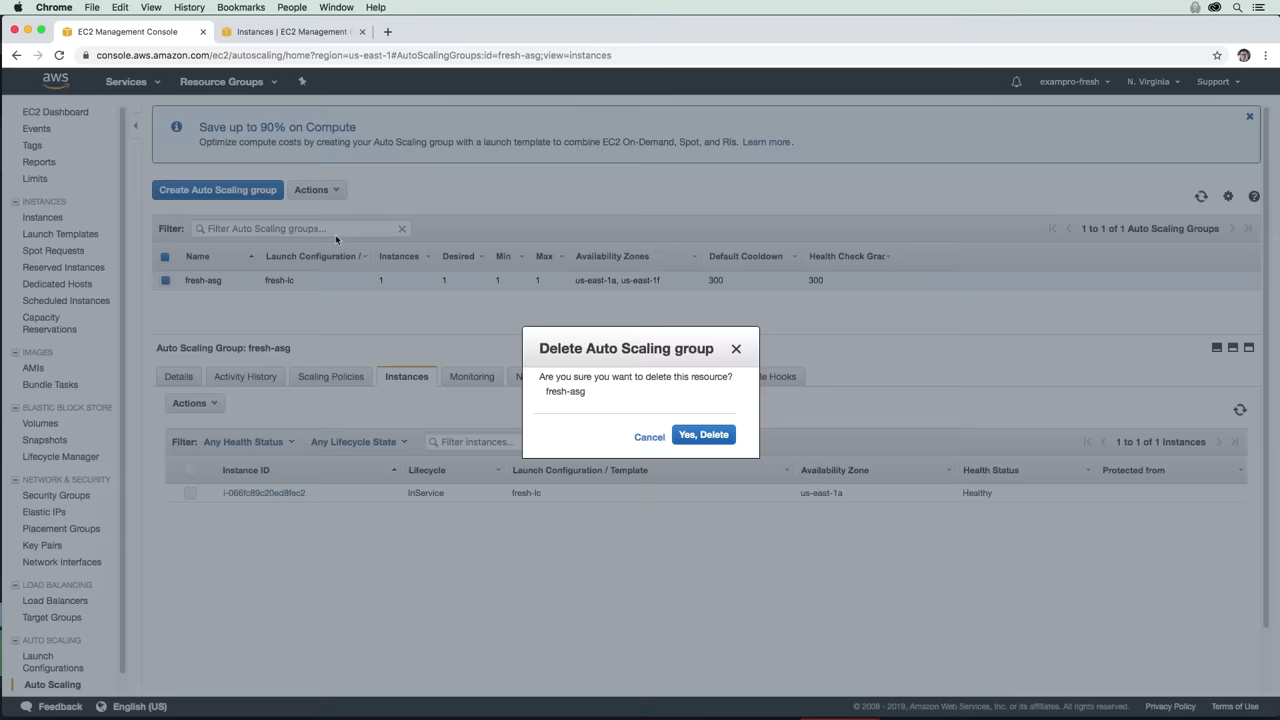 Chrome File Edit View History Bookmarks People Window Help
EC2 Management Console
Instances | EC2 Management C
console.aws.amazon.com/ec2/autoscaling/home?region=us-east-1#AutoScalingGroups:id=fresh-asg;view=instances
aws Services Resource Groups exampro-fresh N. Virginia Support
EC2 Dashboard
Events
Tags
Reports
Limits
INSTANCES
Instances
Launch Templates
Spot Requests
Reserved Instances
Dedicated Hosts
Scheduled Instances
Capacity
Reservations
IMAGES
AMIs
Bundle Tasks
ELASTIC BLOCK STORE
Volumes
Snapshots
Lifecycle Manager
NETWORK & SECURITY
Security Groups
Elastic IPs
Placement Groups
Key Pairs
Network Interfaces
LOAD BALANCING
Load Balancers
Target Groups
AUTO SCALING
Launch
Configurations
Auto Scaling
Save up to 90% on Compute
Optimize compute costs by creating your Auto Scaling group with a launch template to combine EC2 On-Demand, Spot, and RIs. Learn more.
Create Auto Scaling group Actions
Filter: Filter Auto Scaling groups... 1 to 1 of 1 Auto Scaling Groups
Name Launch Configuration / Instances Desired Min Max Availability Zones Default Cooldown Health Check Grac
fresh-asg fresh-lc 1 1 1 1 us-east-1a, us-east-1f 300 300
Auto Scaling Group: fresh-asg
Details Activity History Scaling Policies Instances Monitoring N e Hooks
Actions
Filter: Any Health Status Any Lifecycle State Filter instances... 1 to 1 of 1 Instances
Instance ID Lifecycle Launch Configuration / Template Availability Zone Health Status Protected from
i-066fc89c20ed8fec2 InService fresh-lc us-east-1a Healthy
Delete Auto Scaling group
Are you sure you want to delete this resource?
fresh-asg
Cancel Yes, Delete
Feedback English (US) © 2008 - 2019, Amazon Web Services, Inc. or its affiliates. All rights reserved. Privacy Policy Terms of Use